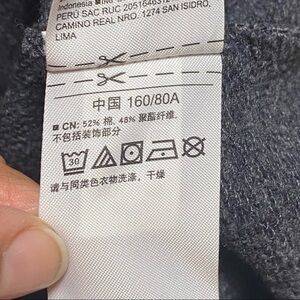 Indonesia
PERÚ SAC RUC
CAMINO REAL NRO. 1274 SAN ISIDRO,
LIMA
中国 160/80A
■ CN: 52% 棉, 48% 聚酯纤维.
不包括装饰部分
30
请与同类色衣物洗涤、干燥